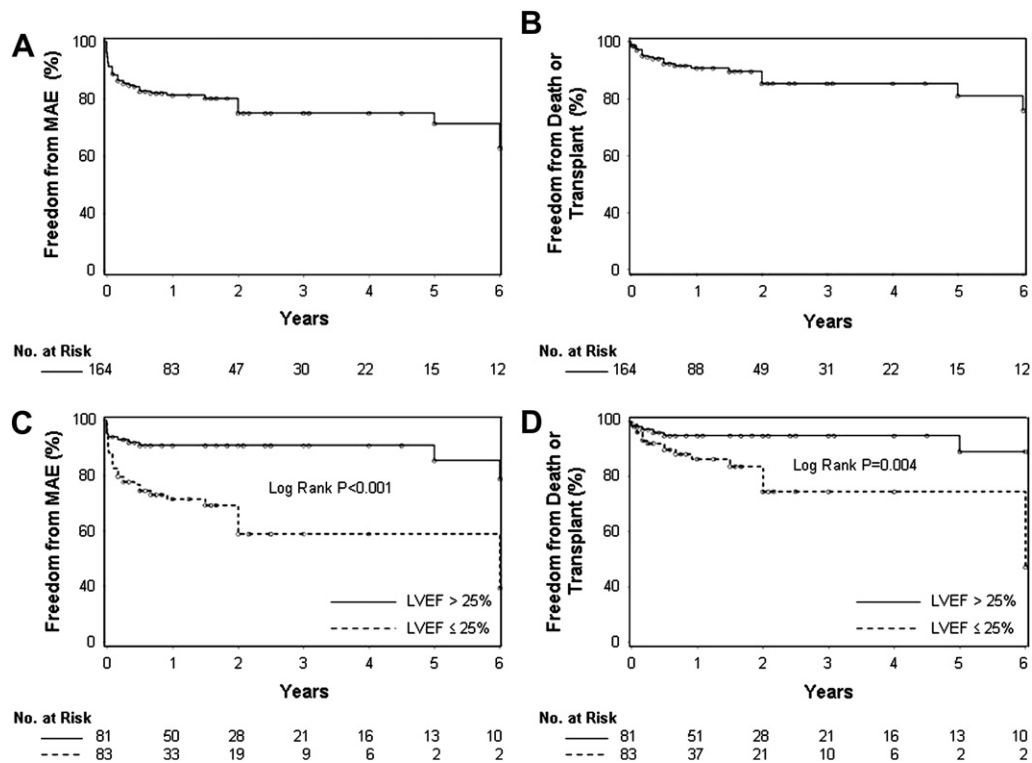 A
Freedom from MAE (%)
100
80
60
40
0
0 1 2 3 4 5 6
Years
No. at Risk
164 83 47 30 22 15 12
B
Freedom from Death or
Transplant (%)
100
80
60
40
0
0 1 2 3 4 5 6
Years
No. at Risk
164 88 49 31 22 15 12
C
Freedom from MAE (%)
100
80
60
40
0
Log Rank P<0.001
LVEF > 25%
LVEF ≤ 25%
0 1 2 3 4 5 6
Years
No. at Risk
81 50 28 21 16 13 10
83 33 19 9 6 2 2
D
Freedom from Death or
Transplant (%)
100
80
60
40
0
Log Rank P=0.004
LVEF > 25%
LVEF ≤ 25%
0 1 2 3 4 5 6
Years
No. at Risk
81 51 28 21 16 13 10
83 37 21 10 6 2 2